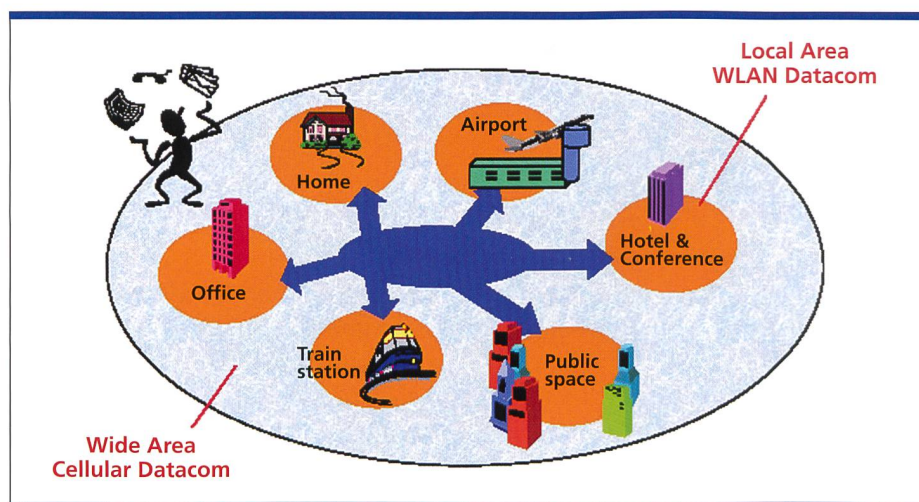 Local Area
WLAN Datacom
Airport
Home
Hotel &
Conference
Office
Train
station
Public
space
Wide Area
Cellular Datacom